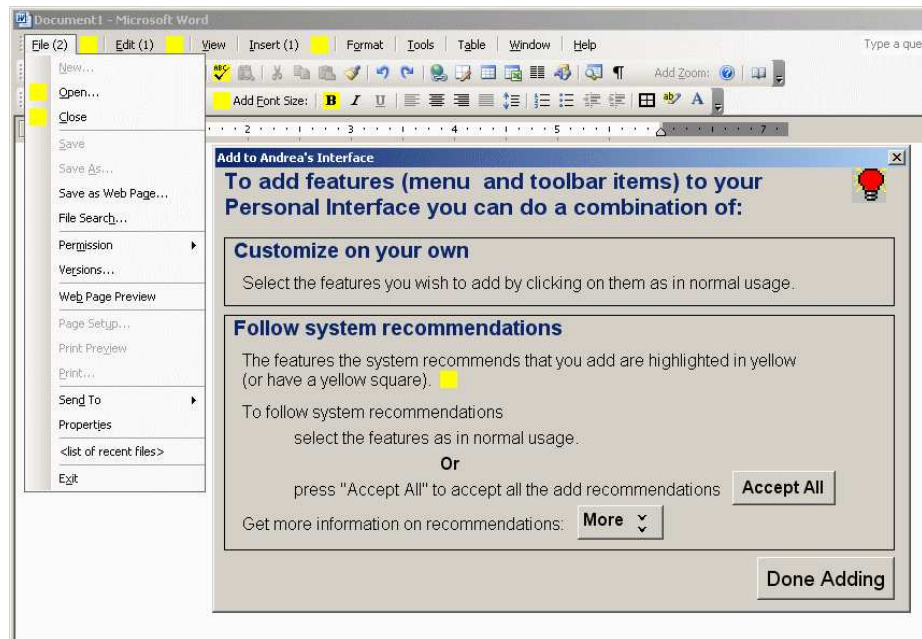 Document1 - Microsoft Word
File (2) Edit (1) View Insert (1) Format Tools Table Window Help Type a que
New...
ABC
Add Zoom:
Open...
Add Font Size: B I U A
Close
2 3 4 5 7
Save
Save As...
Save as Web Page...
File Search...
Permission
Versions...
Web Page Preview
Page Setup...
Print Preview
Print...
Send To
Properties
<list of recent files>
Exit
Add to Andrea's Interface
To add features (menu and toolbar items) to your
Personal Interface you can do a combination of:
Customize on your own
Select the features you wish to add by clicking on them as in normal usage.
Follow system recommendations
The features the system recommends that you add are highlighted in yellow
(or have a yellow square).
To follow system recommendations
select the features as in normal usage.
Or
press "Accept All" to accept all the add recommendations Accept All
Get more information on recommendations: More
Done Adding